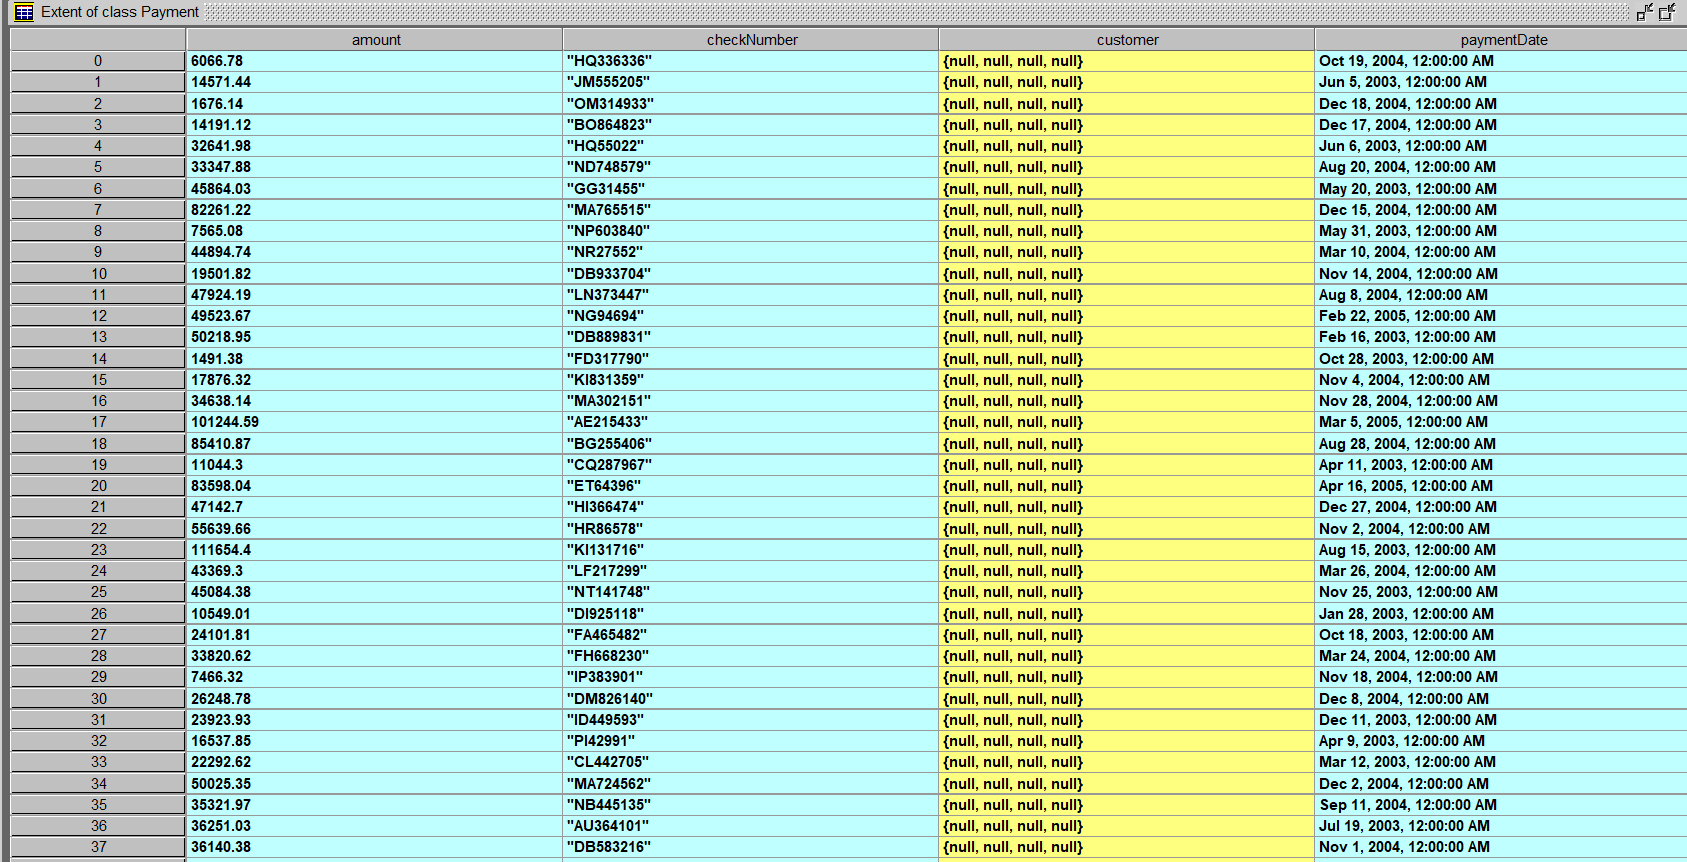 Extent of class Payment
amount checkNumber customer paymentDate
0 6066.78 "HQ336336" {null, null, null, null} Oct 19, 2004, 12:00:00 AM
1 14571.44 "JM555205" {null, null, null, null} Jun 5, 2003, 12:00:00 AM
2 1676.14 "OM314933" {null, null, null, null} Dec 18, 2004, 12:00:00 AM
3 14191.12 "BO864823" {null, null, null, null} Dec 17, 2004, 12:00:00 AM
4 32641.98 "HQ55022" {null, null, null, null} Jun 6, 2003, 12:00:00 AM
5 33347.88 "ND748579" {null, null, null, null} Aug 20, 2004, 12:00:00 AM
6 45864.03 "GG31455" {null, null, null, null} May 20, 2003, 12:00:00 AM
7 82261.22 "MA765515" {null, null, null, null} Dec 15, 2004, 12:00:00 AM
8 7565.08 "NP603840" {null, null, null, null} May 31, 2003, 12:00:00 AM
9 44894.74 "NR27552" {null, null, null, null} Mar 10, 2004, 12:00:00 AM
10 19501.82 "DB933704" {null, null, null, null} Nov 14, 2004, 12:00:00 AM
11 47924.19 "LN373447" {null, null, null, null} Aug 8, 2004, 12:00:00 AM
12 49523.67 "NG94694" {null, null, null, null} Feb 22, 2005, 12:00:00 AM
13 50218.95 "DB889831" {null, null, null, null} Feb 16, 2003, 12:00:00 AM
14 1491.38 "FD317790" {null, null, null, null} Oct 28, 2003, 12:00:00 AM
15 17876.32 "KI831359" {null, null, null, null} Nov 4, 2004, 12:00:00 AM
16 34638.14 "MA302151" {null, null, null, null} Nov 28, 2004, 12:00:00 AM
17 101244.59 "AE215433" {null, null, null, null} Mar 5, 2005, 12:00:00 AM
18 85410.87 "BG255406" {null, null, null, null} Aug 28, 2004, 12:00:00 AM
19 11044.3 "CQ287967" {null, null, null, null} Apr 11, 2003, 12:00:00 AM
20 83598.04 "ET64396" {null, null, null, null} Apr 16, 2005, 12:00:00 AM
21 47142.7 "HI366474" {null, null, null, null} Dec 27, 2004, 12:00:00 AM
22 55639.66 "HR86578" {null, null, null, null} Nov 2, 2004, 12:00:00 AM
23 111654.4 "KI131716" {null, null, null, null} Aug 15, 2003, 12:00:00 AM
24 43369.3 "LF217299" {null, null, null, null} Mar 26, 2004, 12:00:00 AM
25 45084.38 "NT141748" {null, null, null, null} Nov 25, 2003, 12:00:00 AM
26 10549.01 "DI925118" {null, null, null, null} Jan 28, 2003, 12:00:00 AM
27 24101.81 "FA465482" {null, null, null, null} Oct 18, 2003, 12:00:00 AM
28 33820.62 "FH668230" {null, null, null, null} Mar 24, 2004, 12:00:00 AM
29 7466.32 "IP383901" {null, null, null, null} Nov 18, 2004, 12:00:00 AM
30 26248.78 "DM826140" {null, null, null, null} Dec 8, 2004, 12:00:00 AM
31 23923.93 "ID449593" {null, null, null, null} Dec 11, 2003, 12:00:00 AM
32 16537.85 "PI42991" {null, null, null, null} Apr 9, 2003, 12:00:00 AM
33 22292.62 "CL442705" {null, null, null, null} Mar 12, 2003, 12:00:00 AM
34 50025.35 "MA724562" {null, null, null, null} Dec 2, 2004, 12:00:00 AM
35 35321.97 "NB445135" {null, null, null, null} Sep 11, 2004, 12:00:00 AM
36 36251.03 "AU364101" {null, null, null, null} Jul 19, 2003, 12:00:00 AM
37 36140.38 "DB583216" {null, null, null, null} Nov 1, 2004, 12:00:00 AM